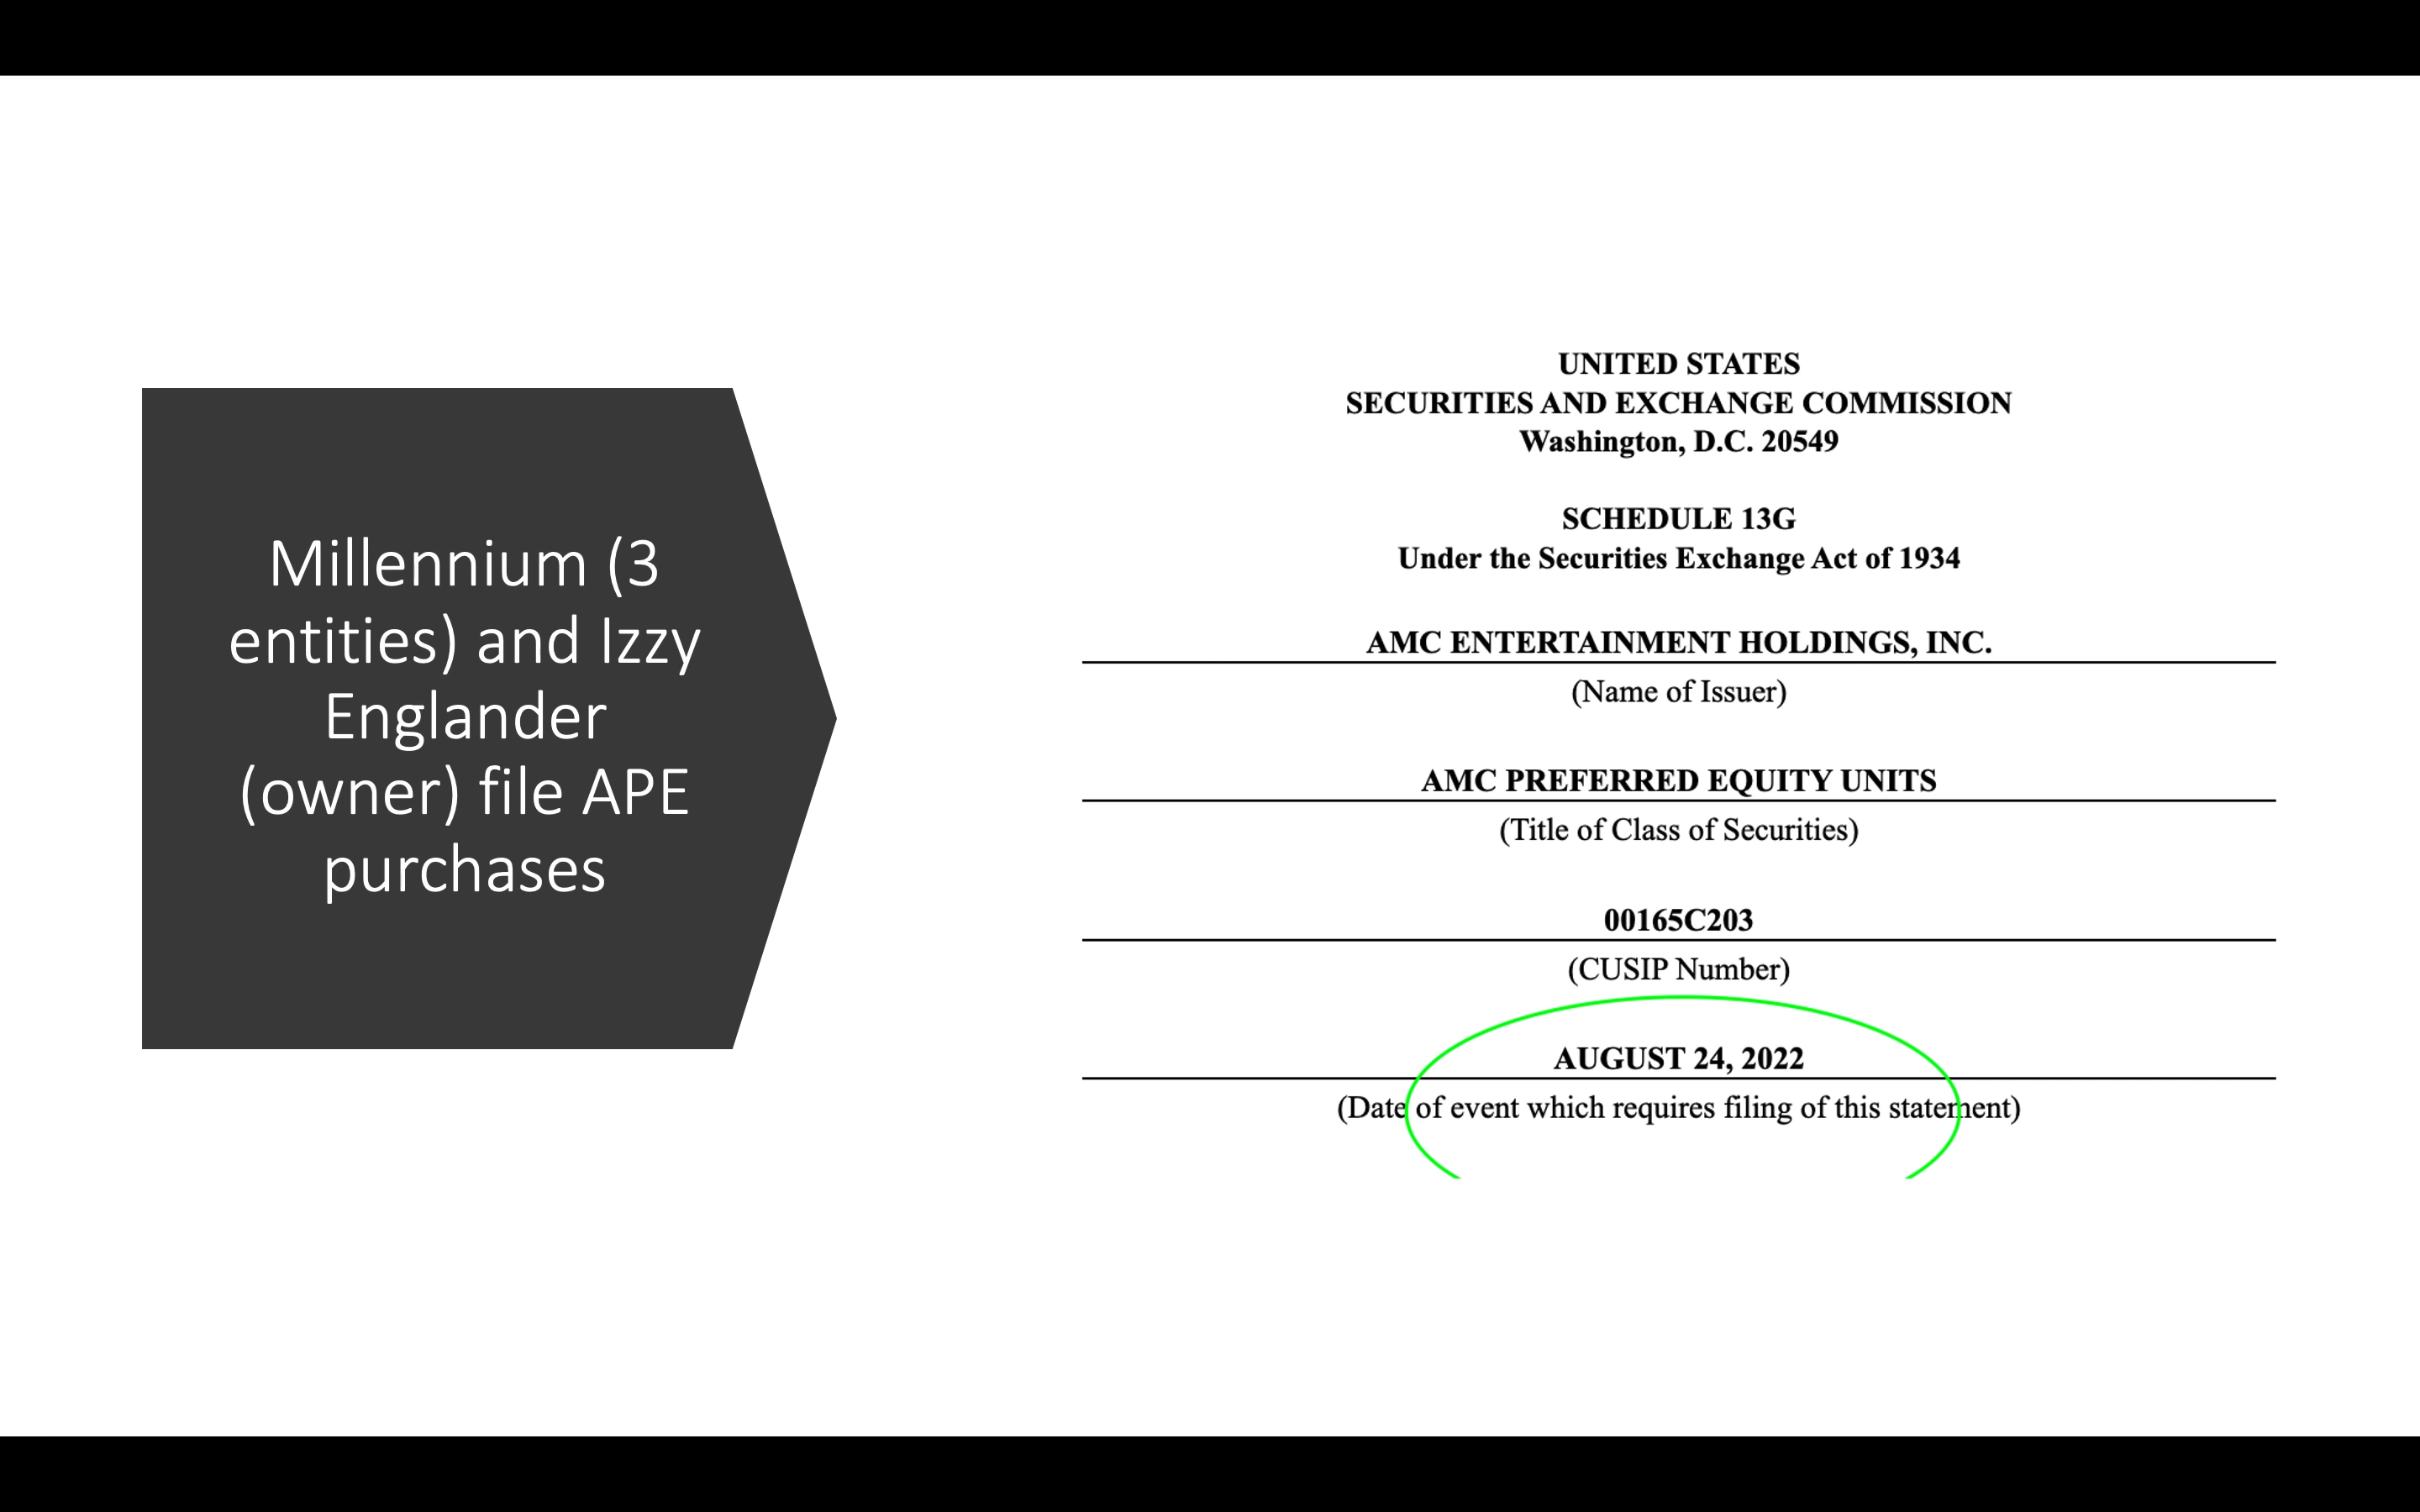 Millennium (3
entities) and Izzy
Englander
(owner) file APE
purchases
UNITED STATES
SECURITIES AND EXCHANGE COMMISSION
Washington, D.C. 20549
SCHEDULE 13G
Under the Securities Exchange Act of 1934
AMC ENTERTAINMENT HOLDINGS, INC.
(Name of Issuer)
AMC PREFERRED EQUITY UNITS
(Title of Class of Securities)
00165C203
(CUSIP Number)
AUGUST 24, 2022
(Date of event which requires filing of this statement)